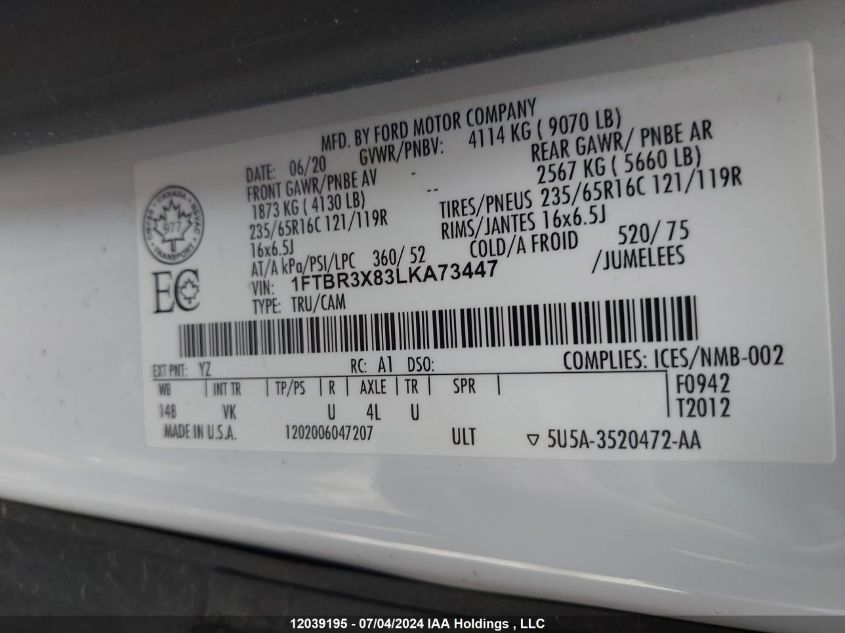 MFD. BY FORD MOTOR COMPANY
DATE: 06/20 GVWR/PNBV: 4114 KG ( 9070 LB)
FRONT GAWR/PNBE AV - REAR GAWR/ PNBE AR
1873 KG ( 4130 LB) -- 2567 KG ( 5660 LB)
235/65R16C 121/119R TIRES/PNEUS 235/65R16C 121/119R
16x6.5J RIMS/JANTES 16x6.5J
AT/A kPa/PSI/LPC 360/ 52 COLD/A FROID 520/ 75
VIN: 1FTBR3X83LKA73447 /JUMELEES
TYPE: TRU/CAM
CANADA
977
TRANSPORT
EC
EXT PNT: YZ RC: A1 DSO: COMPLIES: ICES/NMB-002
WB INT TR TP/PS R AXLE TR SPR F0942
148 VK U 4L U T2012
MADE IN U.S.A. 1202006047207 ULT ▽ 5U5A-3520472-AA
12039195 - 07/04/2024 IAA Holdings , LLC